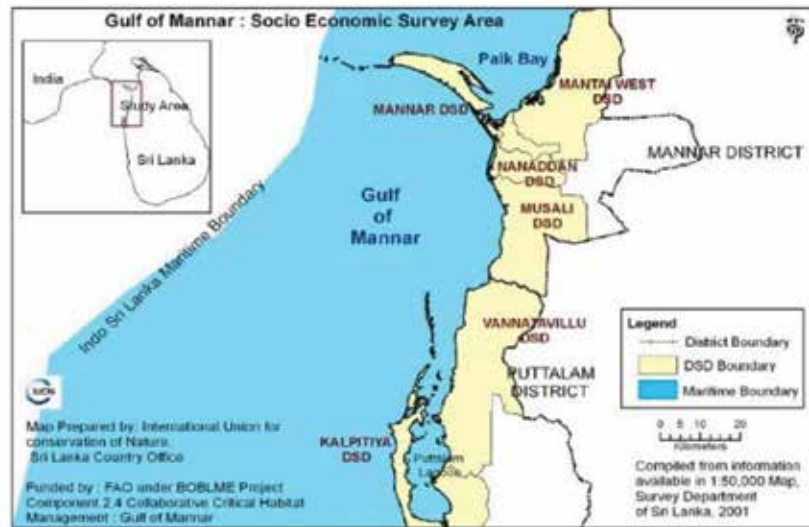 Gulf of Mannar : Socio Economic Survey Area
India
Study Area
Sri Lanka
Palk Bay
MANTAI WEST
DSD
MANNAR DSD
MANNAR DISTRICT
NANADDAN
DSD
MUSALI
DSD
Gulf
of
Mannar
Indo Sri Lanka Maritime Boundary
VANNATAVILLU
DSD
PUTTALAM
DISTRICT
KALPITIYA
DSD
Puttalam
Lagoon
Legend
District Boundary
DSD Boundary
Maritime Boundary
0 5 10 20
Kilometers
IUCN
Map Prepared by: International Union for
conservation of Nature,
Sri Lanka Country Office
Funded by : FAO under BOBLME Project
Component 2.4 Collaborative Critical Habitat
Management : Gulf of Mannar
Compiled from information
available in 1:50,000 Map,
Survey Department
of Sri Lanka, 2001